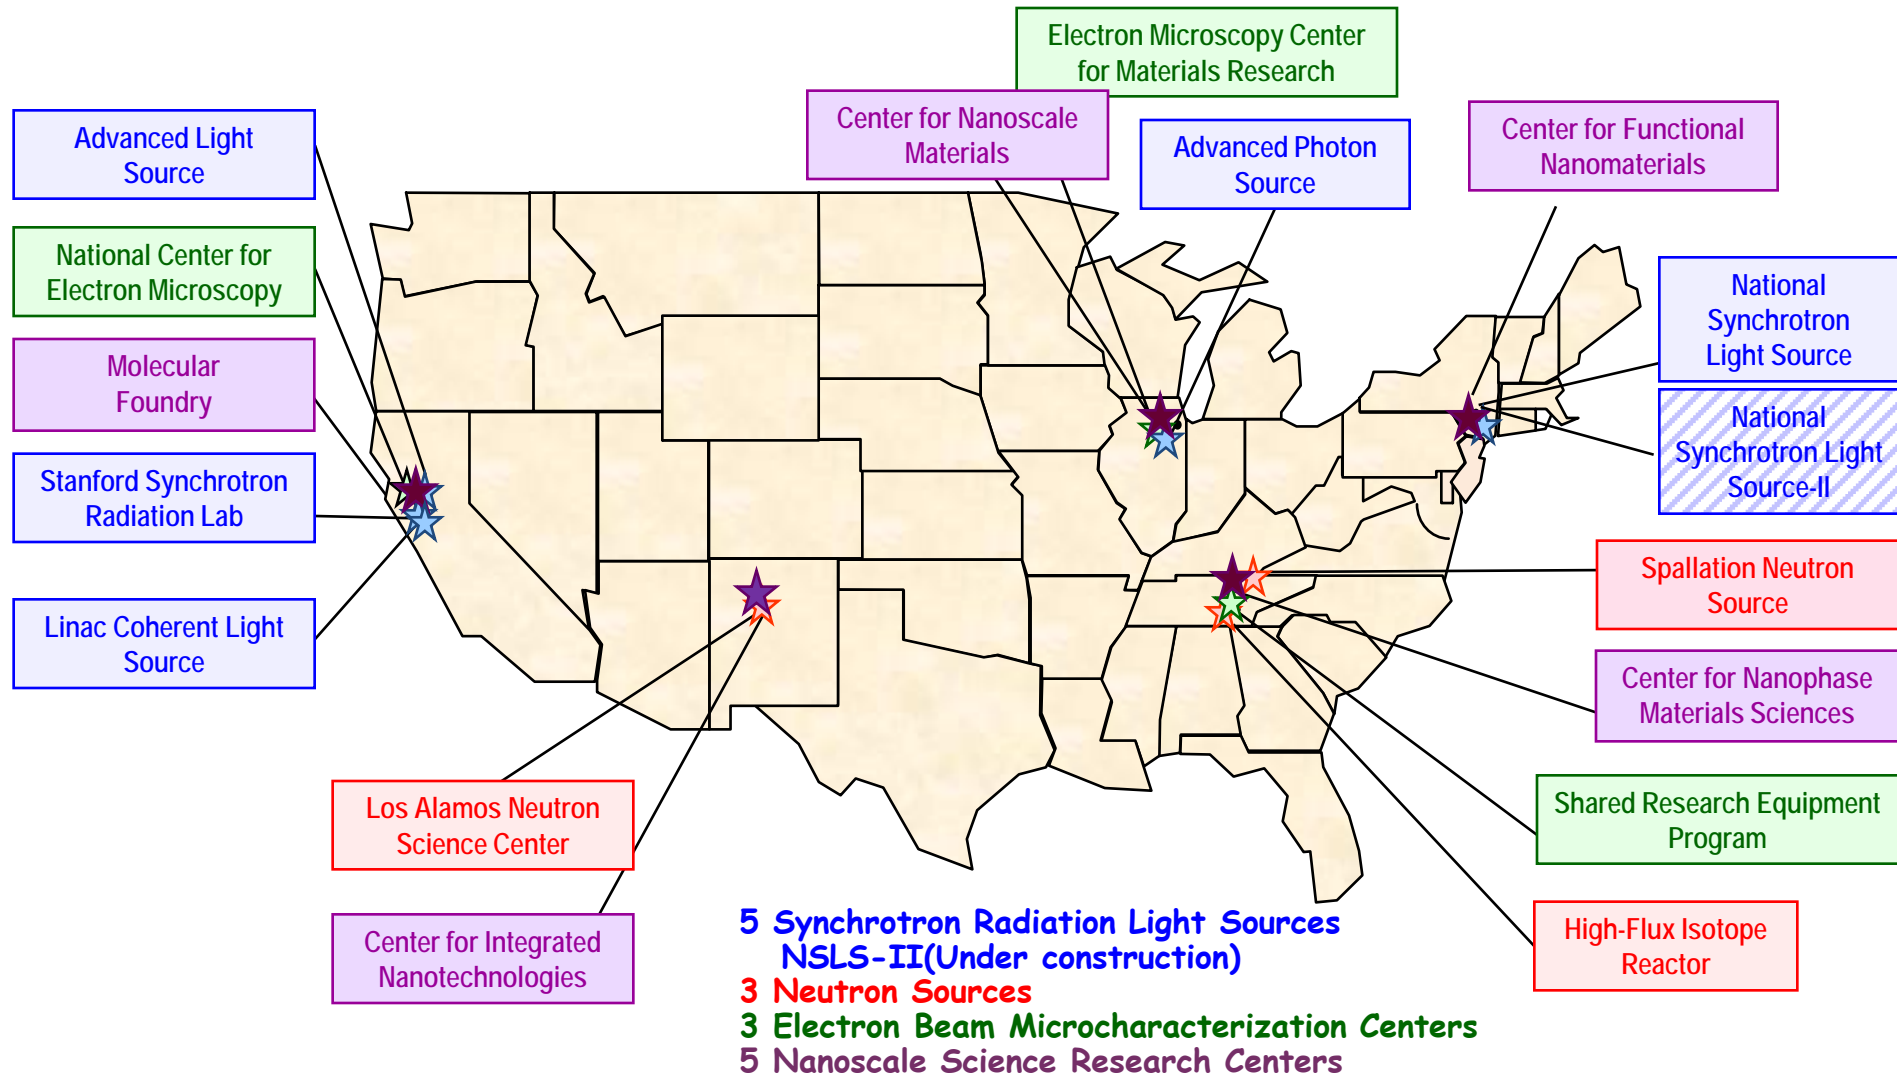 Electron Microscopy Center
for Materials Research
Center for Nanoscale
Materials
Advanced Photon
Source
Center for Functional
Nanomaterials
Advanced Light
Source
National Center for
Electron Microscopy
Molecular
Foundry
Stanford Synchrotron
Radiation Lab
Linac Coherent Light
Source
National
Synchrotron
Light Source
National
Synchrotron Light
Source-II
Spallation Neutron
Source
Center for Nanophase
Materials Sciences
Shared Research Equipment
Program
High-Flux Isotope
Reactor
Los Alamos Neutron
Science Center
Center for Integrated
Nanotechnologies
5 Synchrotron Radiation Light Sources
NSLS-II(Under construction)
3 Neutron Sources
3 Electron Beam Microcharacterization Centers
5 Nanoscale Science Research Centers